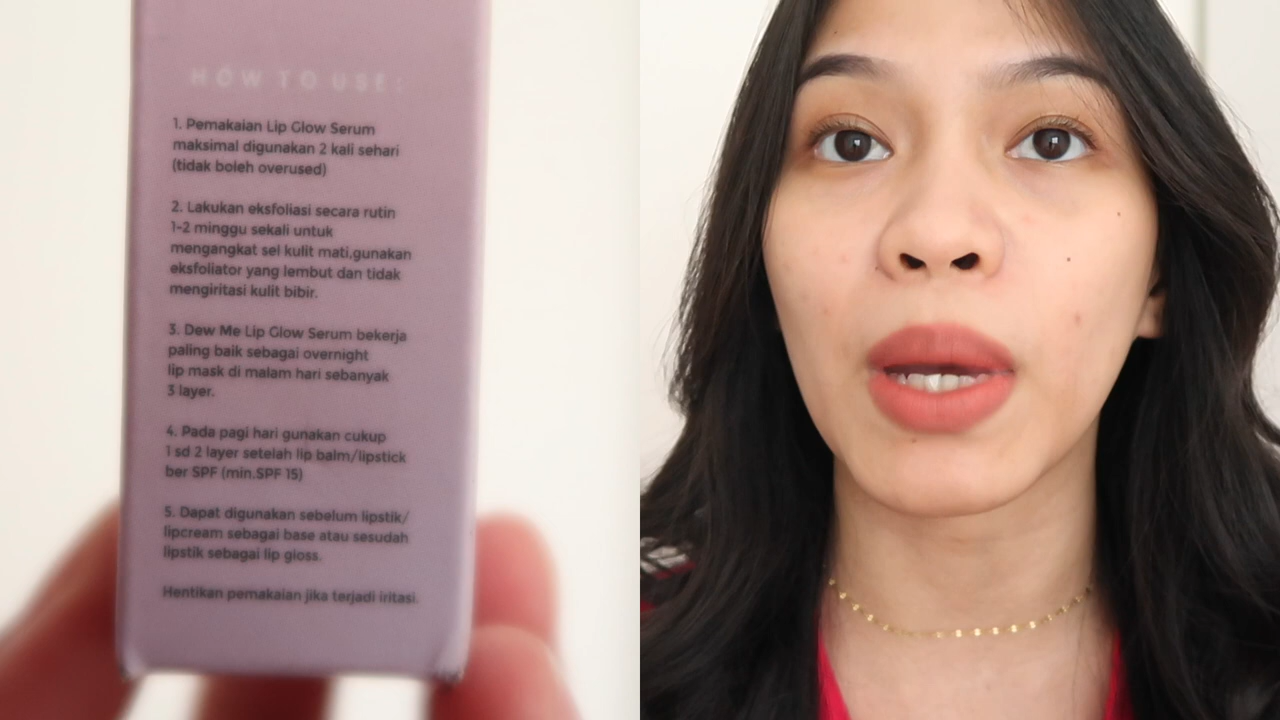 HOW TO USE:
1. Pemakaian Lip Glow Serum
maksimal digunakan 2 kali sehari
(tidak boleh overused)
2. Lakukan eksfoliasi secara rutin
1-2 minggu sekali untuk
mengangkat sel kulit mati,gunakan
eksfoliator yang lembut dan tidak
mengiritasi kulit bibir.
3. Dew Me Lip Glow Serum bekerja
paling baik sebagai overnight
lip mask di malam hari sebanyak
3 layer.
4. Pada pagi hari gunakan cukup
1 sd 2 layer setelah lip balm/lipstick
ber SPF (min.SPF 15)
5. Dapat digunakan sebelum lipstik/
lipcream sebagai base atau sesudah
lipstik sebagai lip gloss.
Hentikan pemakaian jika terjadi iritasi.